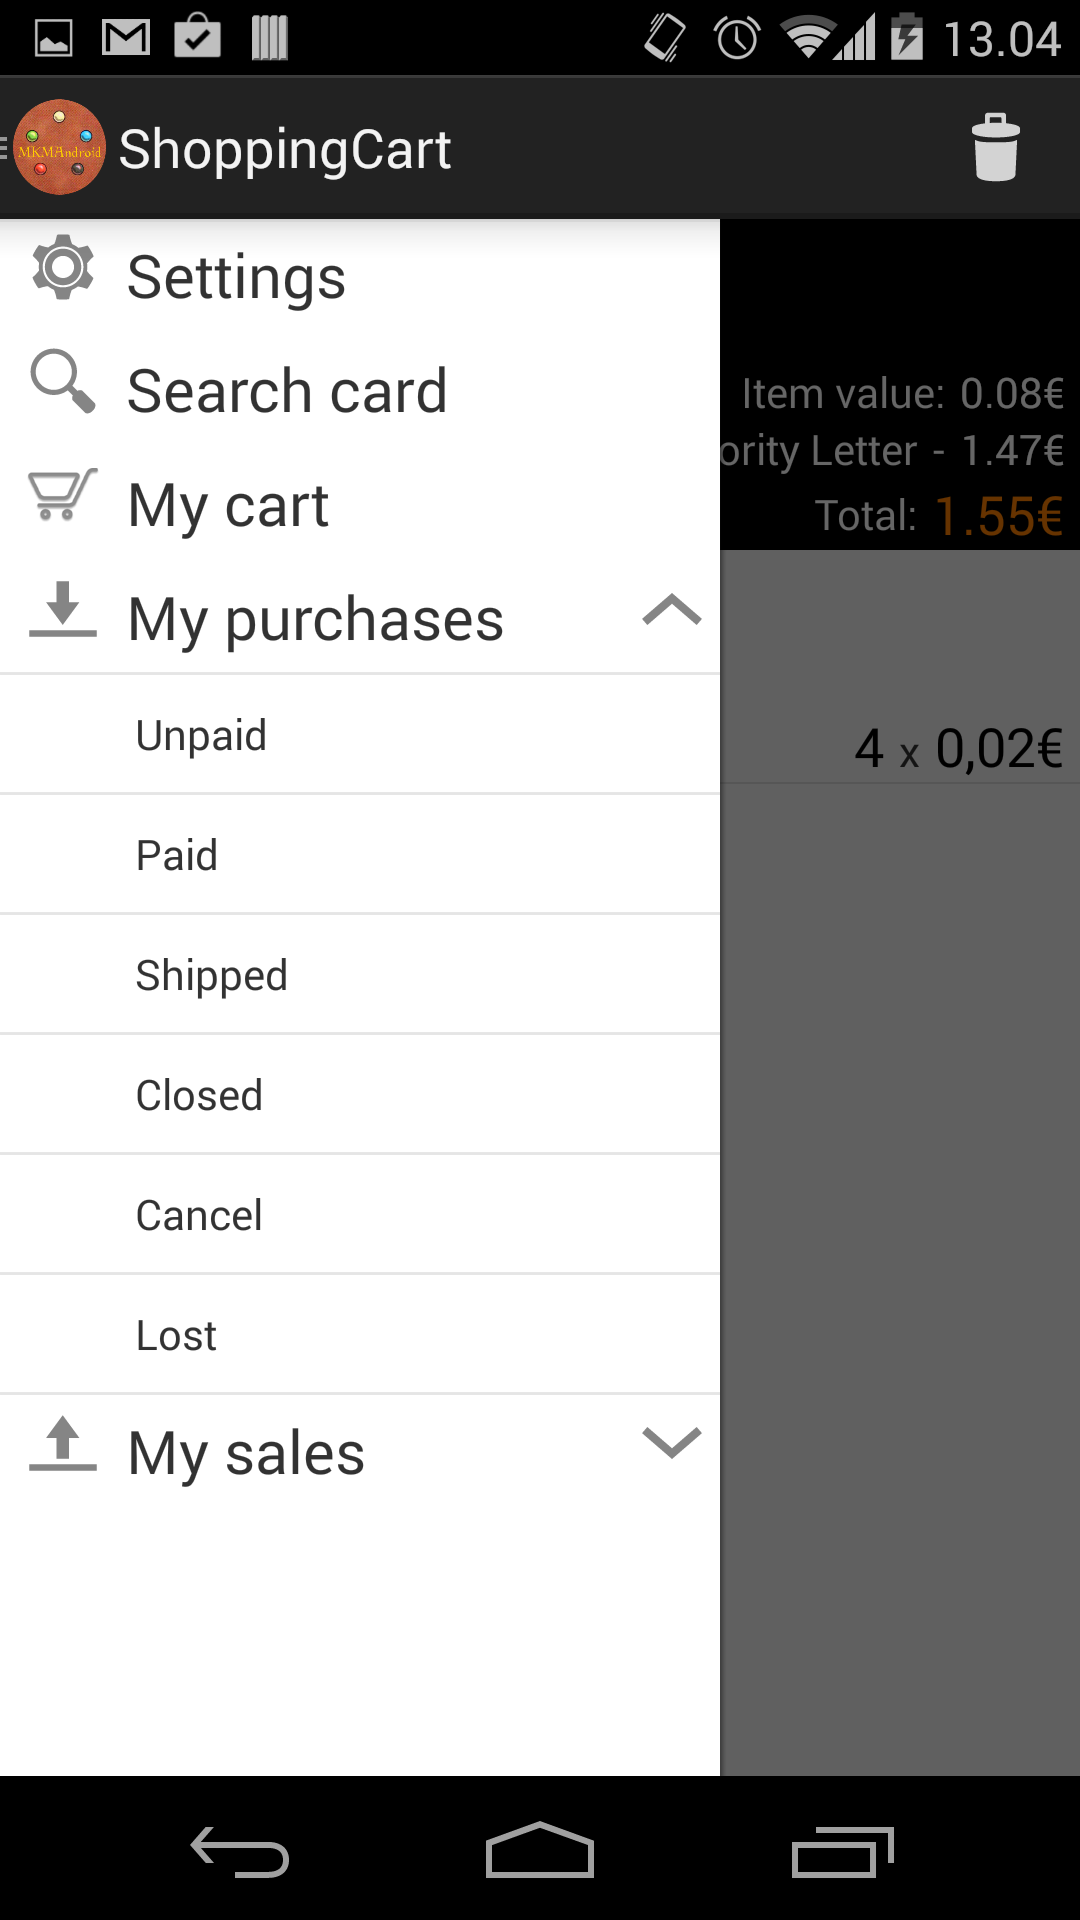 13.04
MKMAndroid
ShoppingCart
Settings
Search card
My cart
My purchases
Unpaid
Paid
Shipped
Closed
Cancel
Lost
My sales
Item value: 0.08€
ority Letter - 1.47€
Total: 1.55€
4 x 0,02€